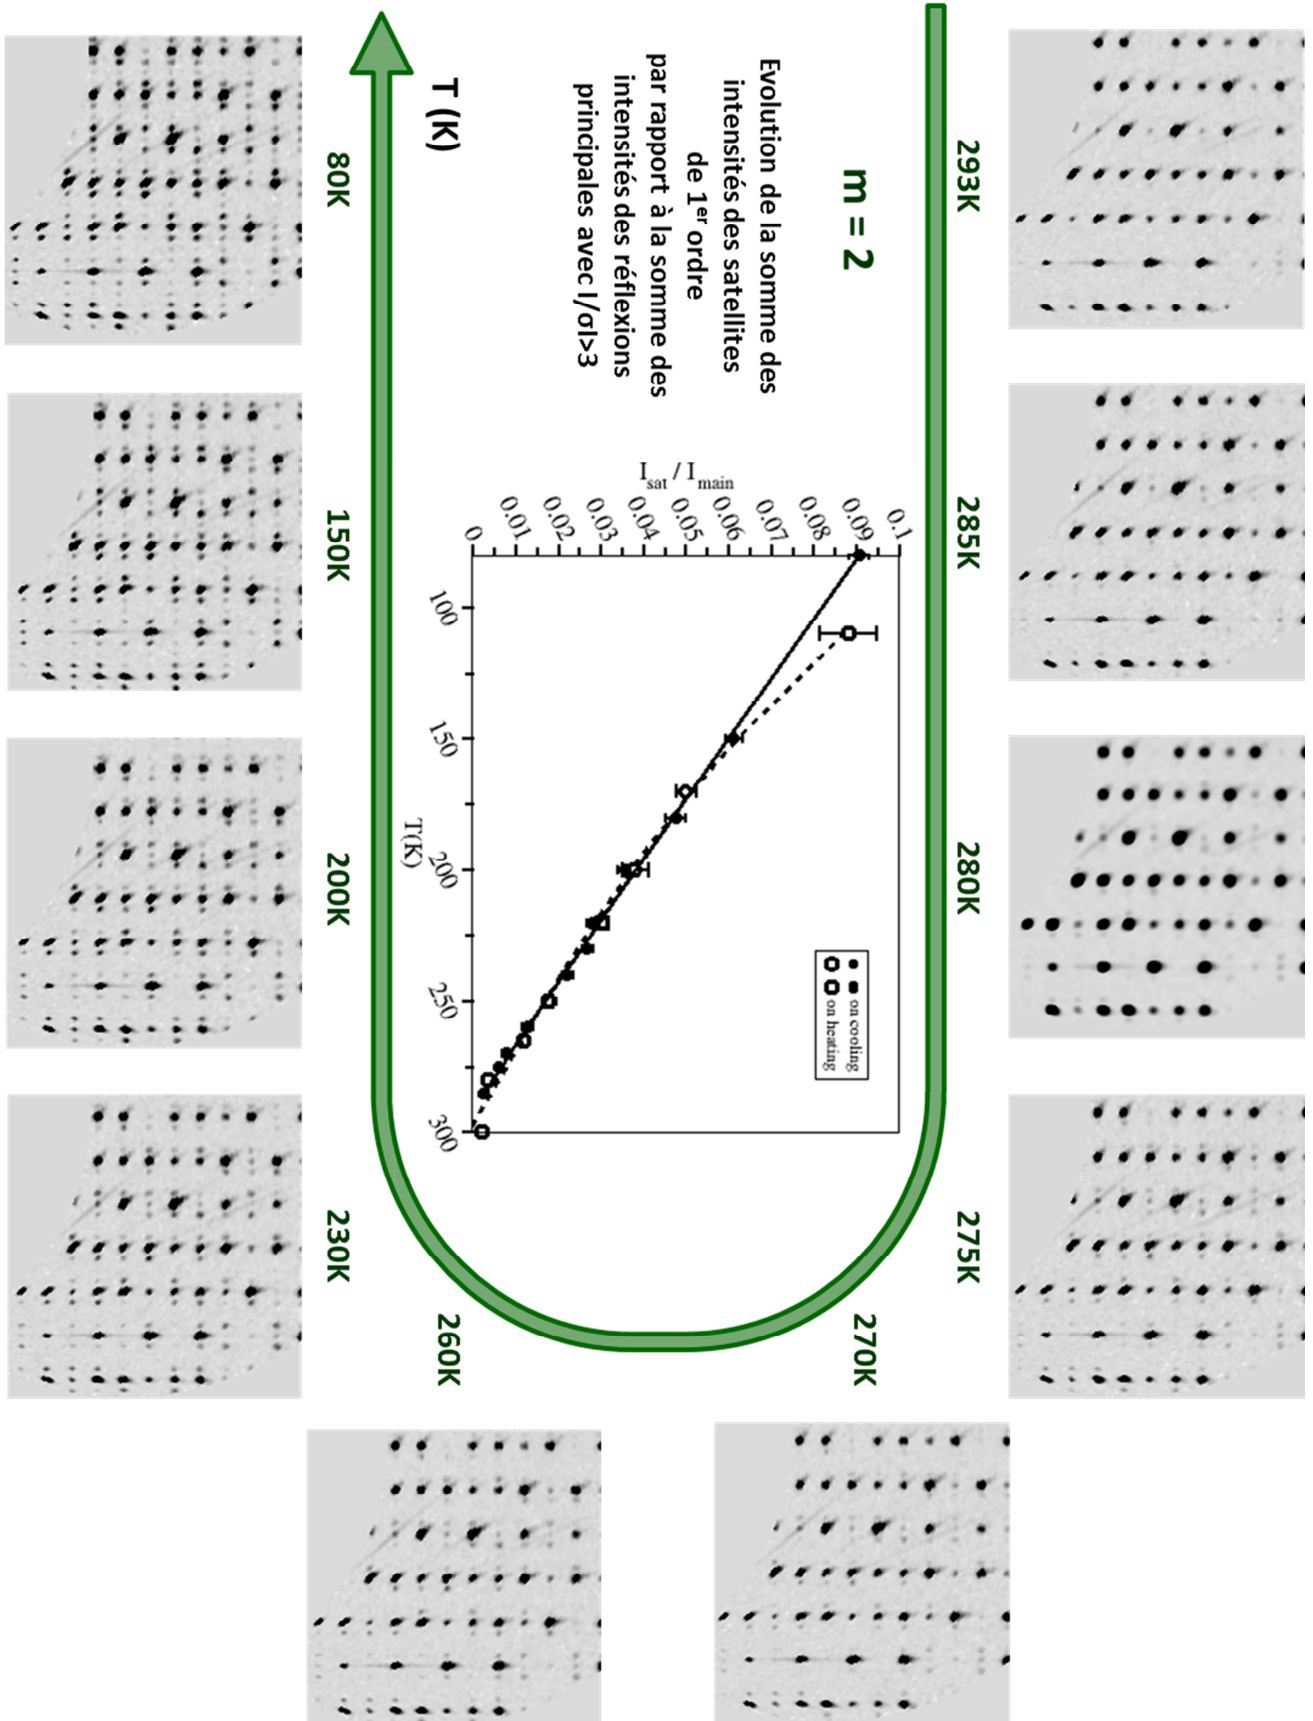 293K
285K
280K
275K
270K
260K
230K
200K
150K
80K
T (K)
m = 2
Evolution de la somme des
intensités des satellites
de 1er ordre
par rapport à la somme des
intensités des réflexions
principales avec I/σI>3
Isat / Imain
0.1
0.09
0.08
0.07
0.06
0.05
0.04
0.03
0.02
0.01
0
100
150
200
250
300
T(K)
on cooling
on heating